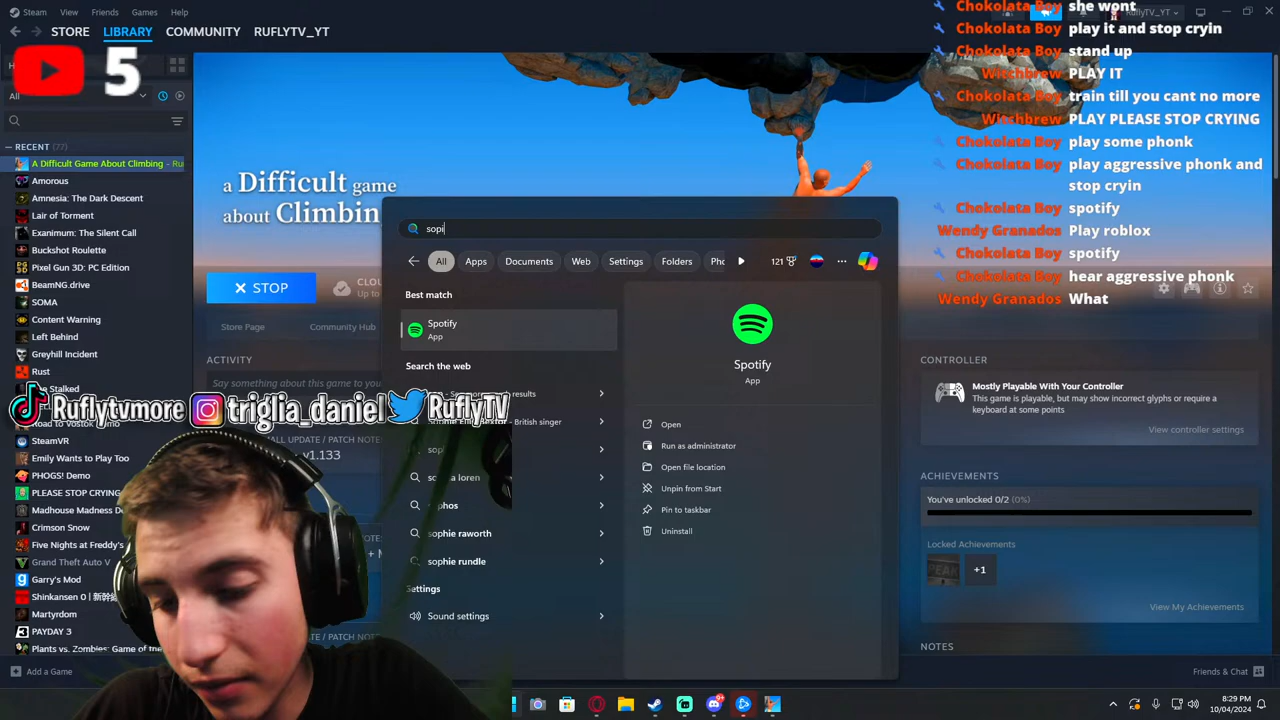 Steam View Friends Games Help
RuflyTV_YT
STORE LIBRARY COMMUNITY RUFLYTV_YT
5
All
RECENT (77)
A Difficult Game About Climbing - Ru
Amorous
Amnesia: The Dark Descent
Lair of Torment
Exanimum: The Silent Call
Buckshot Roulette
Pixel Gun 3D: PC Edition
BeamNG.drive
SOMA
Content Warning
Left Behind
Greyhill Incident
Rust
SteamVR
Emily Wants to Play Too
PHOGS! Demo
PLEASE STOP CRYING
Madhouse Madness
Crimson Snow
Five Nights at Freddy's
Grand Theft Auto V
Garry's Mod
Shinkansen 0 | 新幹
Martyrdom
PAYDAY 3
Plants vs. Zombies: Game of the
Add a Game
a Difficult game
about Climbin
STOP
CLOU
Up to
Store Page
Community Hub
ACTIVITY
Say something about this game to you
Ruflytvmore
triglia_daniel
RuflyTV
v1.133
sopi
All
Apps
Documents
Web
Settings
Folders
Pho
121
Best match
Spotify
App
Search the web
results
- British singer
sophie raworth
sophie rundle
Settings
Sound settings
Spotify
App
Open
Run as administrator
Open file location
Unpin from Start
Pin to taskbar
Uninstall
Chokolata Boy she wont
Chokolata Boy play it and stop cryin
Chokolata Boy stand up
Witchbrew PLAY IT
Chokolata Boy train till you cant no more
Witchbrew PLAY PLEASE STOP CRYING
Chokolata Boy play some phonk
Chokolata Boy play aggressive phonk and
stop cryin
Chokolata Boy spotify
Wendy Granados Play roblox
Chokolata Boy spotify
Chokolata Boy hear aggressive phonk
Wendy Granados What
CONTROLLER
Mostly Playable With Your Controller
This game is playable, but may show incorrect glyphs or require a
keyboard at some points
View controller settings
ACHIEVEMENTS
You've unlocked 0/2 (0%)
Locked Achievements
PEAK
+1
View My Achievements
NOTES
Friends & Chat
8:29 PM
10/04/2024